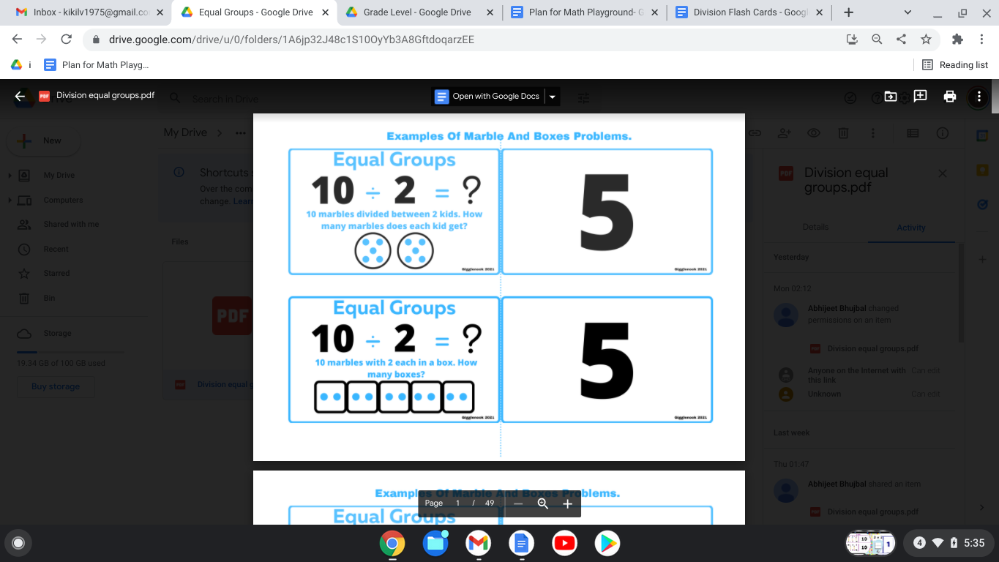 Inbox - kikilv1975@gmail.co
Equal Groups - Google Drive
Grade Level - Google Drive
Plan for Math Playground- G
Division Flash Cards - Googl
drive.google.com/drive/u/0/folders/1A6jp32J48c1S10OyYb3A8GftdoqarzEE
i
Plan for Math Playg...
Reading list
PDF
Division equal groups.pdf
Search in Drive
Open with Google Docs
New
My Drive
Computers
Shared with me
Recent
Starred
Bin
Storage
19.34 GB of 100 GB used
Buy storage
My Drive
Shortcuts
Over the com
change. Lear
Files
PDF
Division equal g
Examples Of Marble And Boxes Problems.
Equal Groups
10 ÷ 2 = ?
10 marbles divided between 2 kids. How
many marbles does each kid get?
Gigglenook 2021
5
Gigglenook 2021
Equal Groups
10 ÷ 2 = ?
10 marbles with 2 each in a box. How
many boxes?
Gigglenook 2021
5
Gigglenook 2021
Examples Of Marble And Boxes Problems.
Equal Groups
Page 1 / 49
PDF
Division equal
groups.pdf
Details
Activity
Yesterday
Mon 02:12
Abhijeet Bhujbal changed
permissions on an item
Division equal groups.pdf
Anyone on the Internet with
this link
Can edit
Unknown
Can edit
Last week
Thu 01:47
Abhijeet Bhujbal shared an item
Division equal groups.pdf
4
5:35